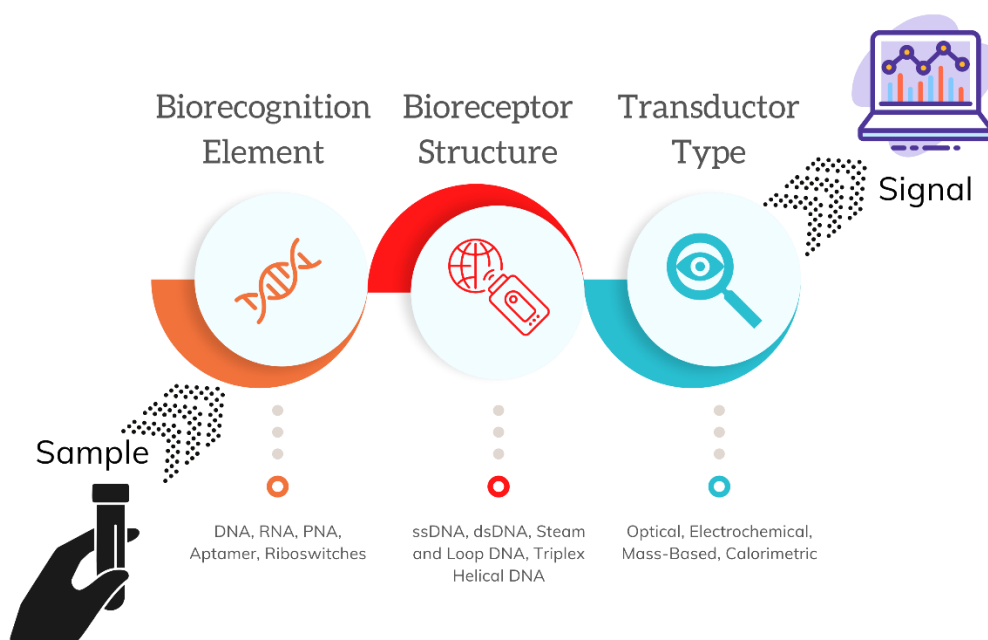 Biorecognition
Element
Bioreceptor
Structure
Transductor
Type
Signal
Sample
DNA, RNA, PNA,
Aptamer, Riboswitches
ssDNA, dsDNA, Steam
and Loop DNA, Triplex
Helical DNA
Optical, Electrochemical,
Mass-Based, Calorimetric